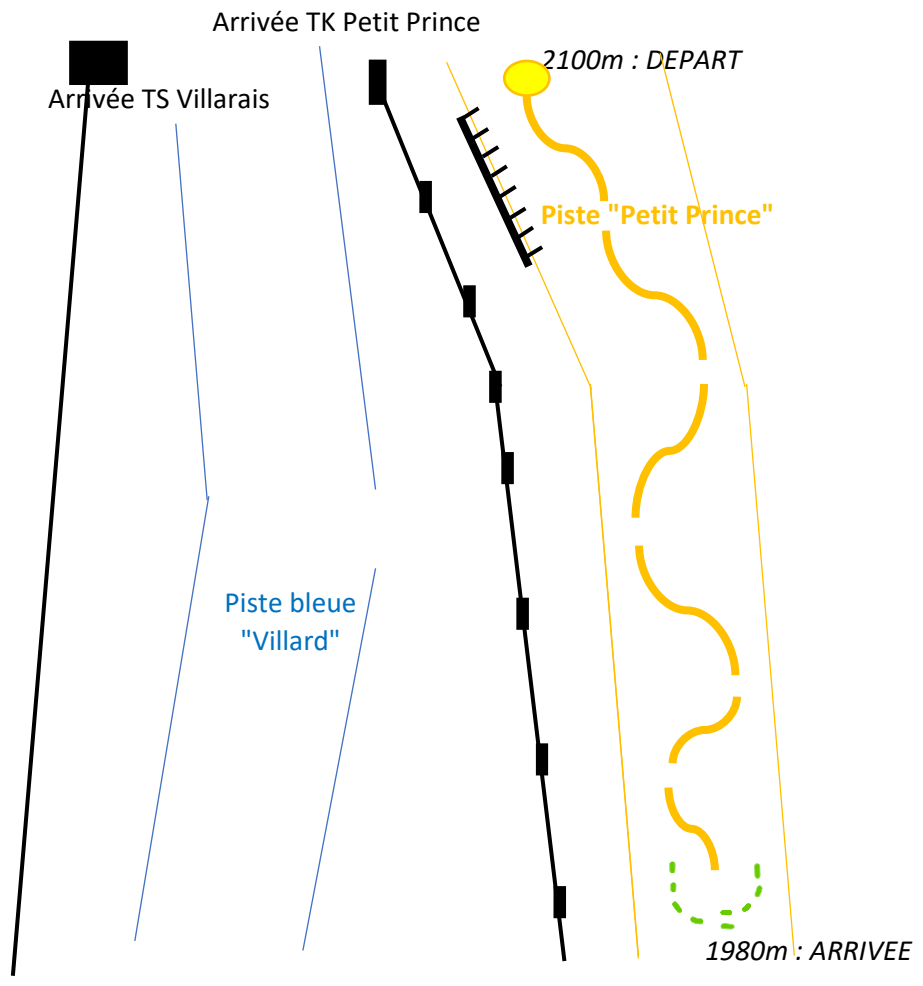 Arrivée TK Petit Prince
2100m : DEPART
Arrivée TS Villarais
Piste "Petit Prince"
Piste bleue
"Villard"
1980m : ARRIVEE